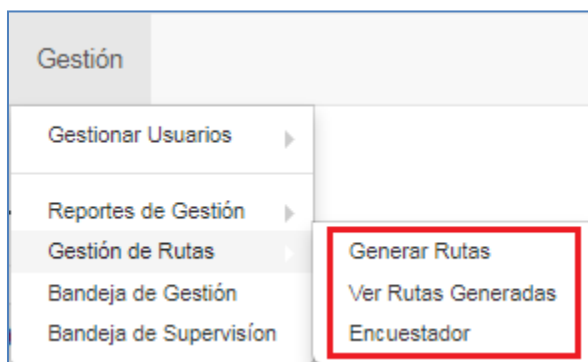 Gestión
Gestionar Usuarios
Reportes de Gestión
Gestión de Rutas
Generar Rutas
Bandeja de Gestión
Ver Rutas Generadas
Bandeja de Supervisíon
Encuestador